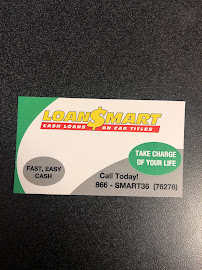 LOAN$MART
CASH LOANS ON CAR TITLES
TAKE CHARGE
OF YOUR LIFE
FAST, EASY
CASH
Call Today!
866 - SMART36 (76278)